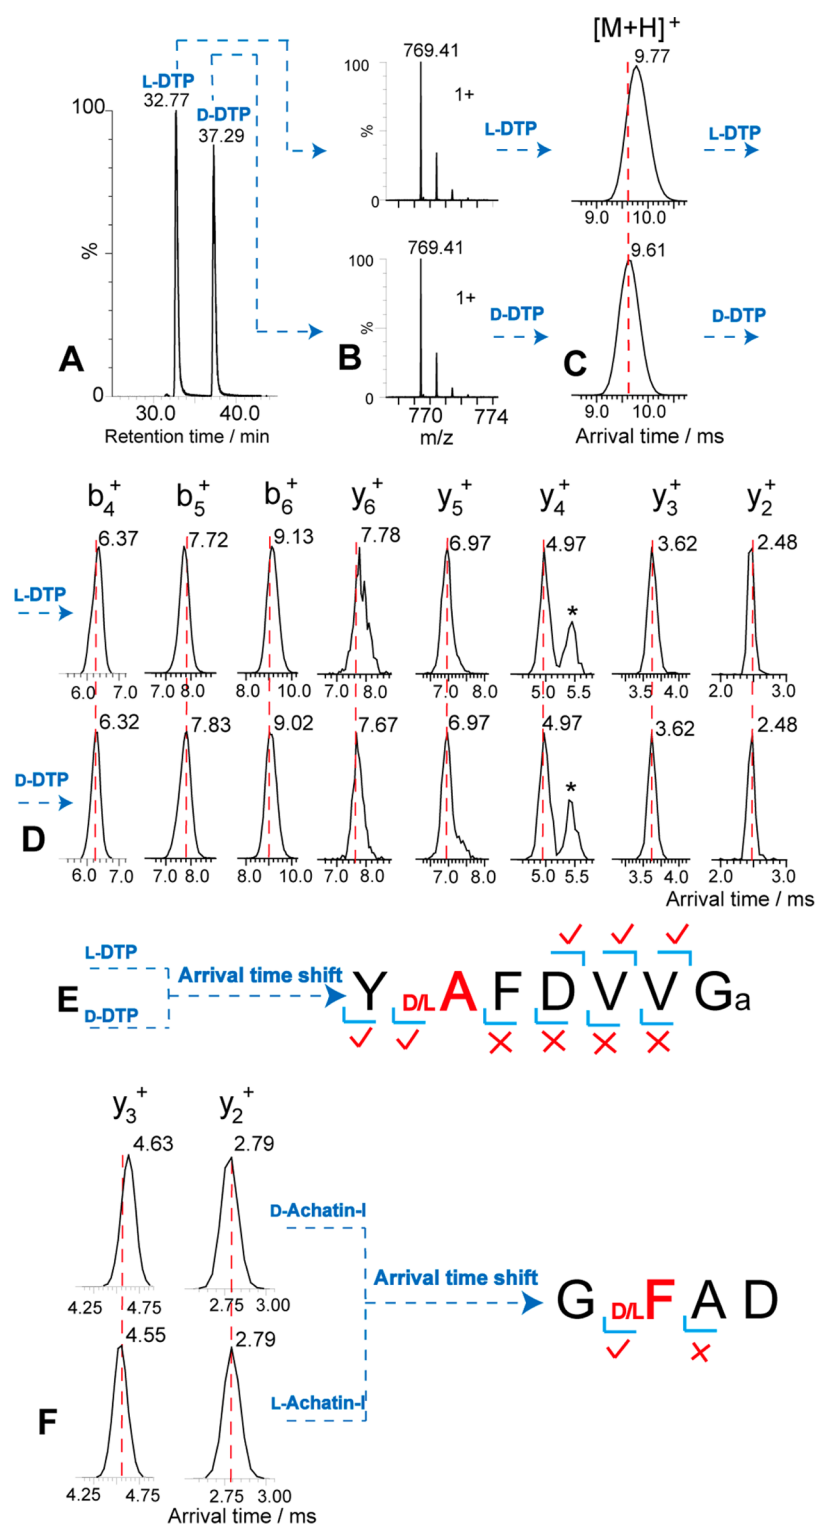 [M+H]+
L-DTP
32.77
D-DTP
37.29
100
%
0
30.0 40.0
Retention time / min
A
769.41
1+
100
%
0
L-DTP
769.41
1+
100
%
0
770 774
m/z
B
D-DTP
9.77
9.0 10.0
L-DTP
9.61
9.0 10.0
Arrival time / ms
C
D-DTP
b4+ b5+ b6+ y6+ y5+ y4+ y3+ y2+
L-DTP
6.37 7.72 9.13 7.78 6.97 4.97 3.62 2.48
*
6.0 7.0 7.0 8.0 8.0 10.0 7.0 8.0 7.0 8.0 5.0 5.5 3.5 4.0 2.0 3.0
D-DTP
6.32 7.83 9.02 7.67 6.97 4.97 3.62 2.48
*
D
6.0 7.0 7.0 8.0 8.0 10.0 7.0 8.0 7.0 8.0 5.0 5.5 3.5 4.0 2.0 3.0
Arrival time / ms
L-DTP
E
D-DTP
Arrival time shift
Y D/L A F D V V Ga
y3+ y2+
4.63 2.79
D-Achatin-I
4.25 4.75 2.75 3.00
Arrival time shift
G D/L F A D
4.55 2.79
L-Achatin-I
F
4.25 4.75 2.75 3.00
Arrival time / ms